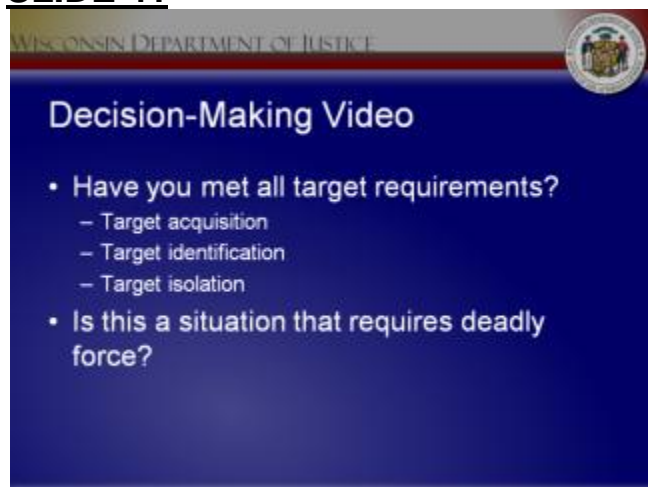 WISCONSIN DEPARTMENT OF JUSTICE
Decision-Making Video
• Have you met all target requirements?
– Target acquisition
– Target identification
– Target isolation
• Is this a situation that requires deadly
force?